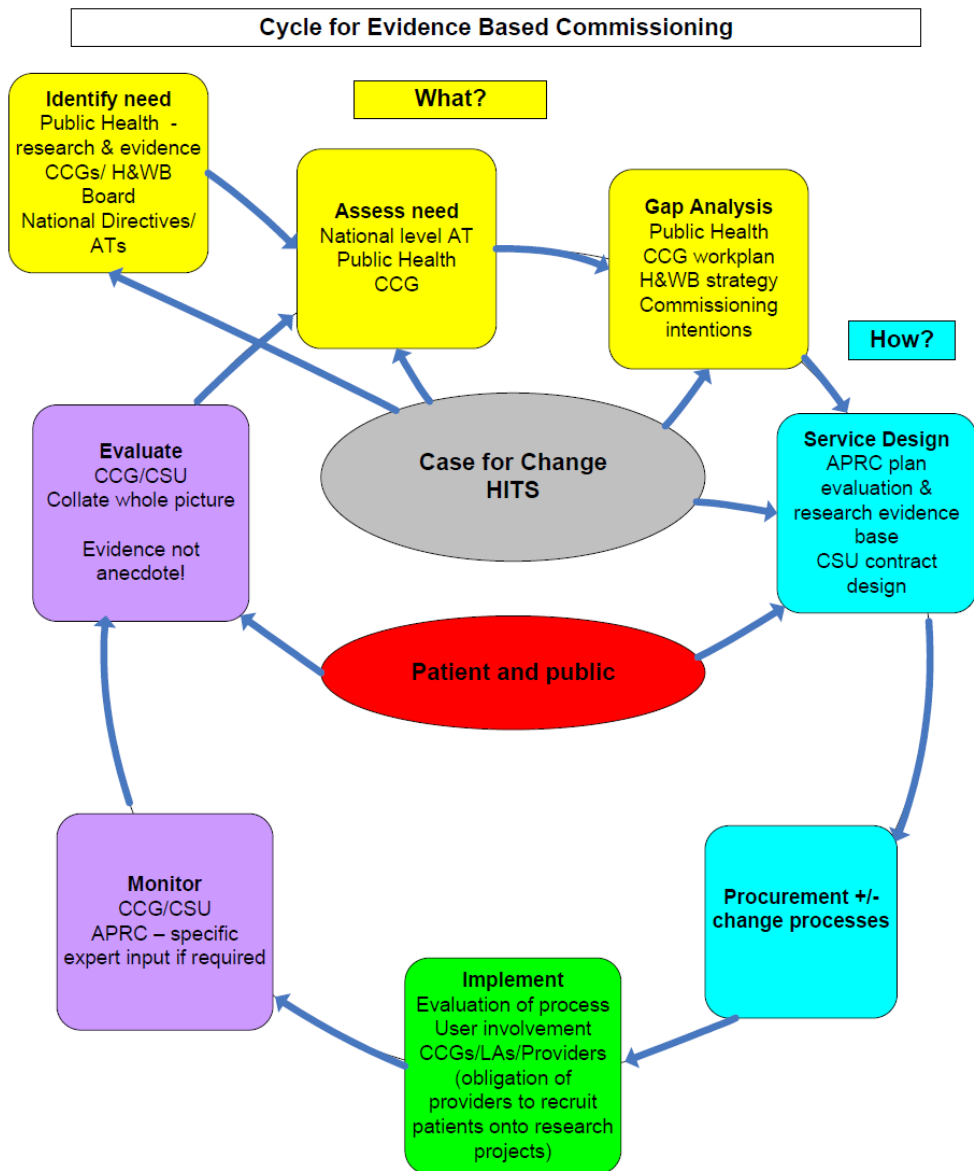 Cycle for Evidence Based Commissioning
Identify need
Public Health -
research & evidence
CCGs/ H&WB
Board
National Directives/
ATs
What?
Assess need
National level AT
Public Health
CCG
Gap Analysis
Public Health
CCG workplan
H&WB strategy
Commissioning
intentions
How?
Evaluate
CCG/CSU
Collate whole picture
Evidence not
anecdote!
Case for Change
HITS
Service Design
APRC plan
evaluation &
research evidence
base
CSU contract
design
Patient and public
Monitor
CCG/CSU
APRC – specific
expert input if required
Procurement +/-
change processes
Implement
Evaluation of process
User involvement
CCGs/LAs/Providers
(obligation of
providers to recruit
patients onto research
projects)